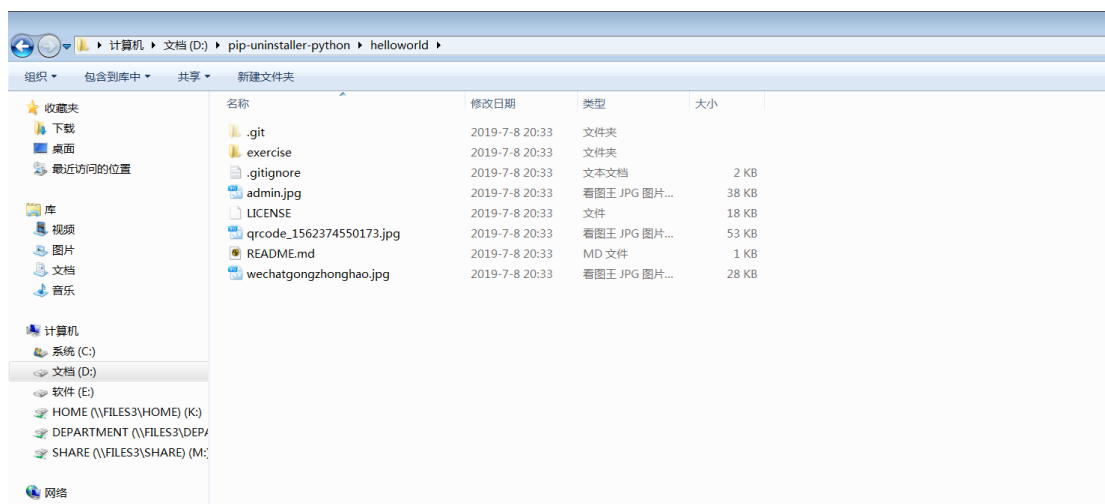 计算机 文档 (D:) pip-uninstaller-python helloworld
组织 包含到库中 共享 新建文件夹
收藏夹
下载
桌面
最近访问的位置
库
视频
图片
文档
音乐
计算机
系统 (C:)
文档 (D:)
软件 (E:)
HOME (\\FILES3\HOME) (K:)
DEPARTMENT (\\FILES3\DEPA
SHARE (\\FILES3\SHARE) (M:
网络
名称 修改日期 类型 大小
.git 2019-7-8 20:33 文件夹
exercise 2019-7-8 20:33 文件夹
.gitignore 2019-7-8 20:33 文本文档 2 KB
admin.jpg 2019-7-8 20:33 看图王 JPG 图片... 38 KB
LICENSE 2019-7-8 20:33 文件 18 KB
qrcode_1562374550173.jpg 2019-7-8 20:33 看图王 JPG 图片... 53 KB
README.md 2019-7-8 20:33 MD 文件 1 KB
wechatgongzhonghao.jpg 2019-7-8 20:33 看图王 JPG 图片... 28 KB